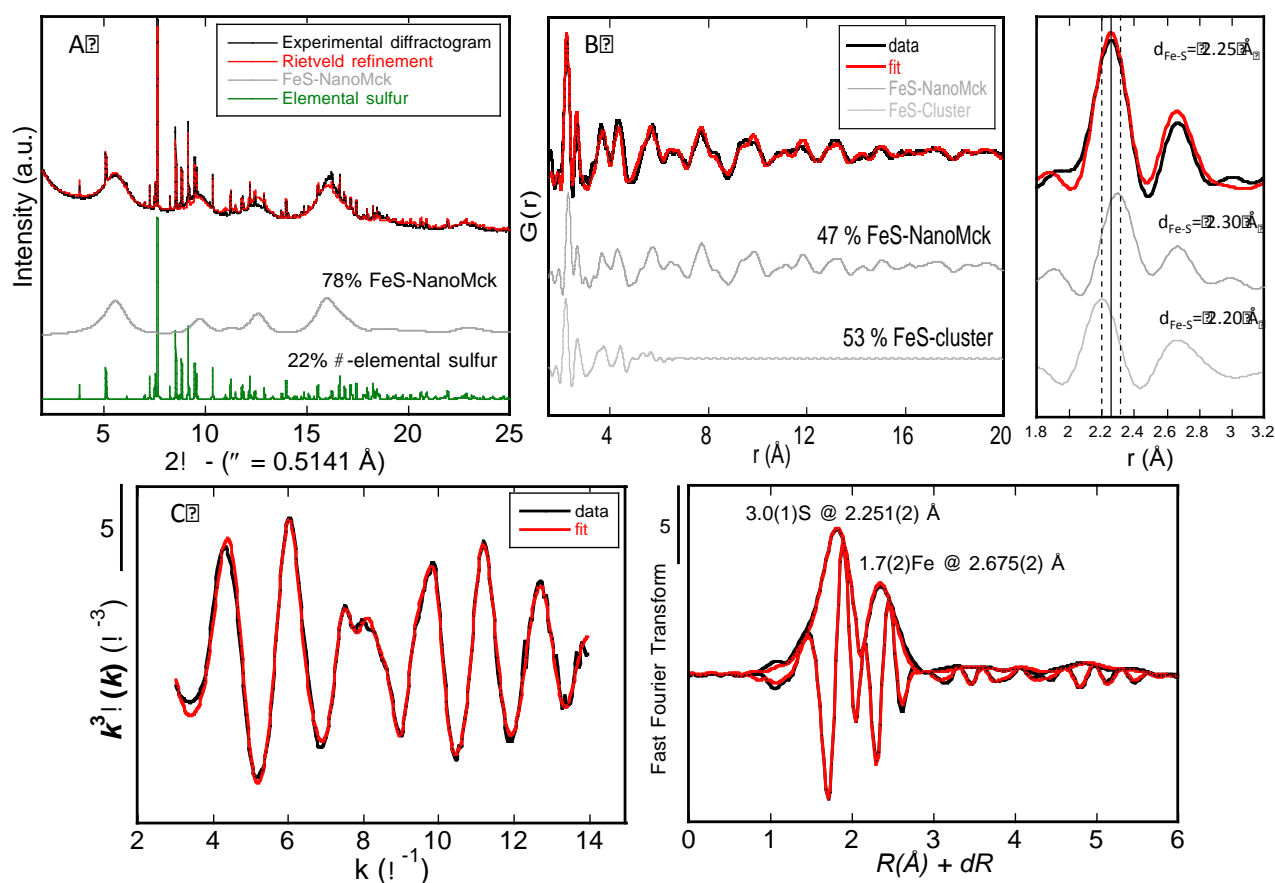 A⍰
Experimental diffractogram
Rietveld refinement
FeS-NanoMck
Elemental sulfur
Intensity (a.u.)
78% FeS-NanoMck
22% #-elemental sulfur
5 10 15 20 25
2! - (″ = 0.5141 Å)
B⍰
data
fit
FeS-NanoMck
FeS-Cluster
G(r)
47 % FeS-NanoMck
53 % FeS-cluster
4 8 12 16 20
r (Å)
dFe-S=⍰2.25⍰Å⍰
dFe-S=⍰2.30⍰Å⍰
dFe-S=⍰2.20⍰Å⍰
1.8 2 2.2 2.4 2.6 2.8 3 3.2
r (Å)
C⍰
5
data
fit
k³ ! (k) (! -3)
2 4 6 8 10 12 14
k (! -1)
5
3.0(1)S @ 2.251(2) Å
1.7(2)Fe @ 2.675(2) Å
Fast Fourier Transform
0 1 2 3 4 5 6
R(Å) + dR